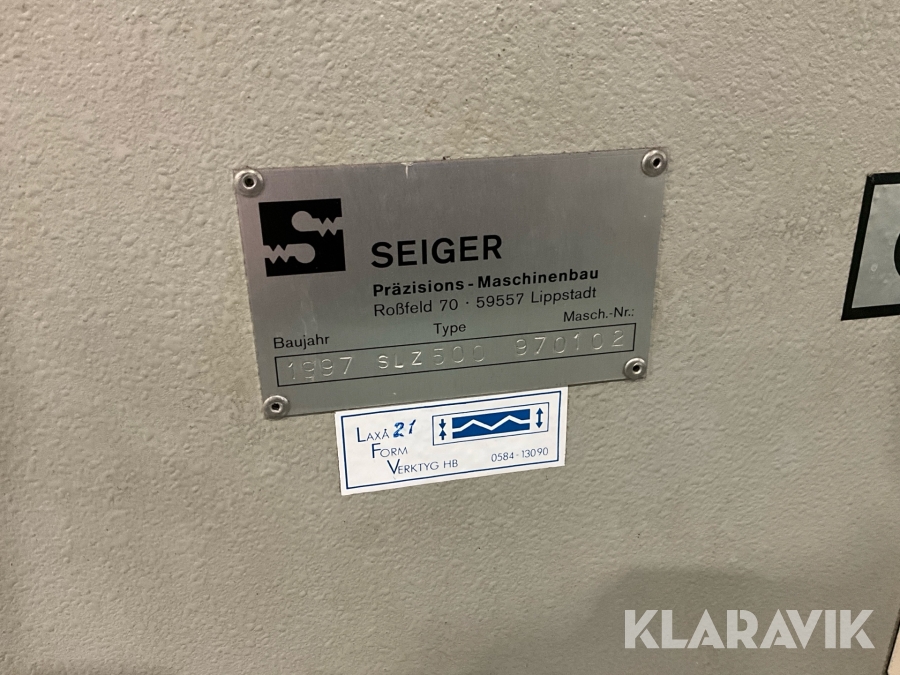 SEIGER
Präzisions-Maschinenbau
Roßfeld 70 · 59557 Lippstadt
Baujahr Type Masch.-Nr.:
1997 SLZ500 970102
LAXÅ 21
FORM
VERKTYG HB 0584-13090
KLARAVIK